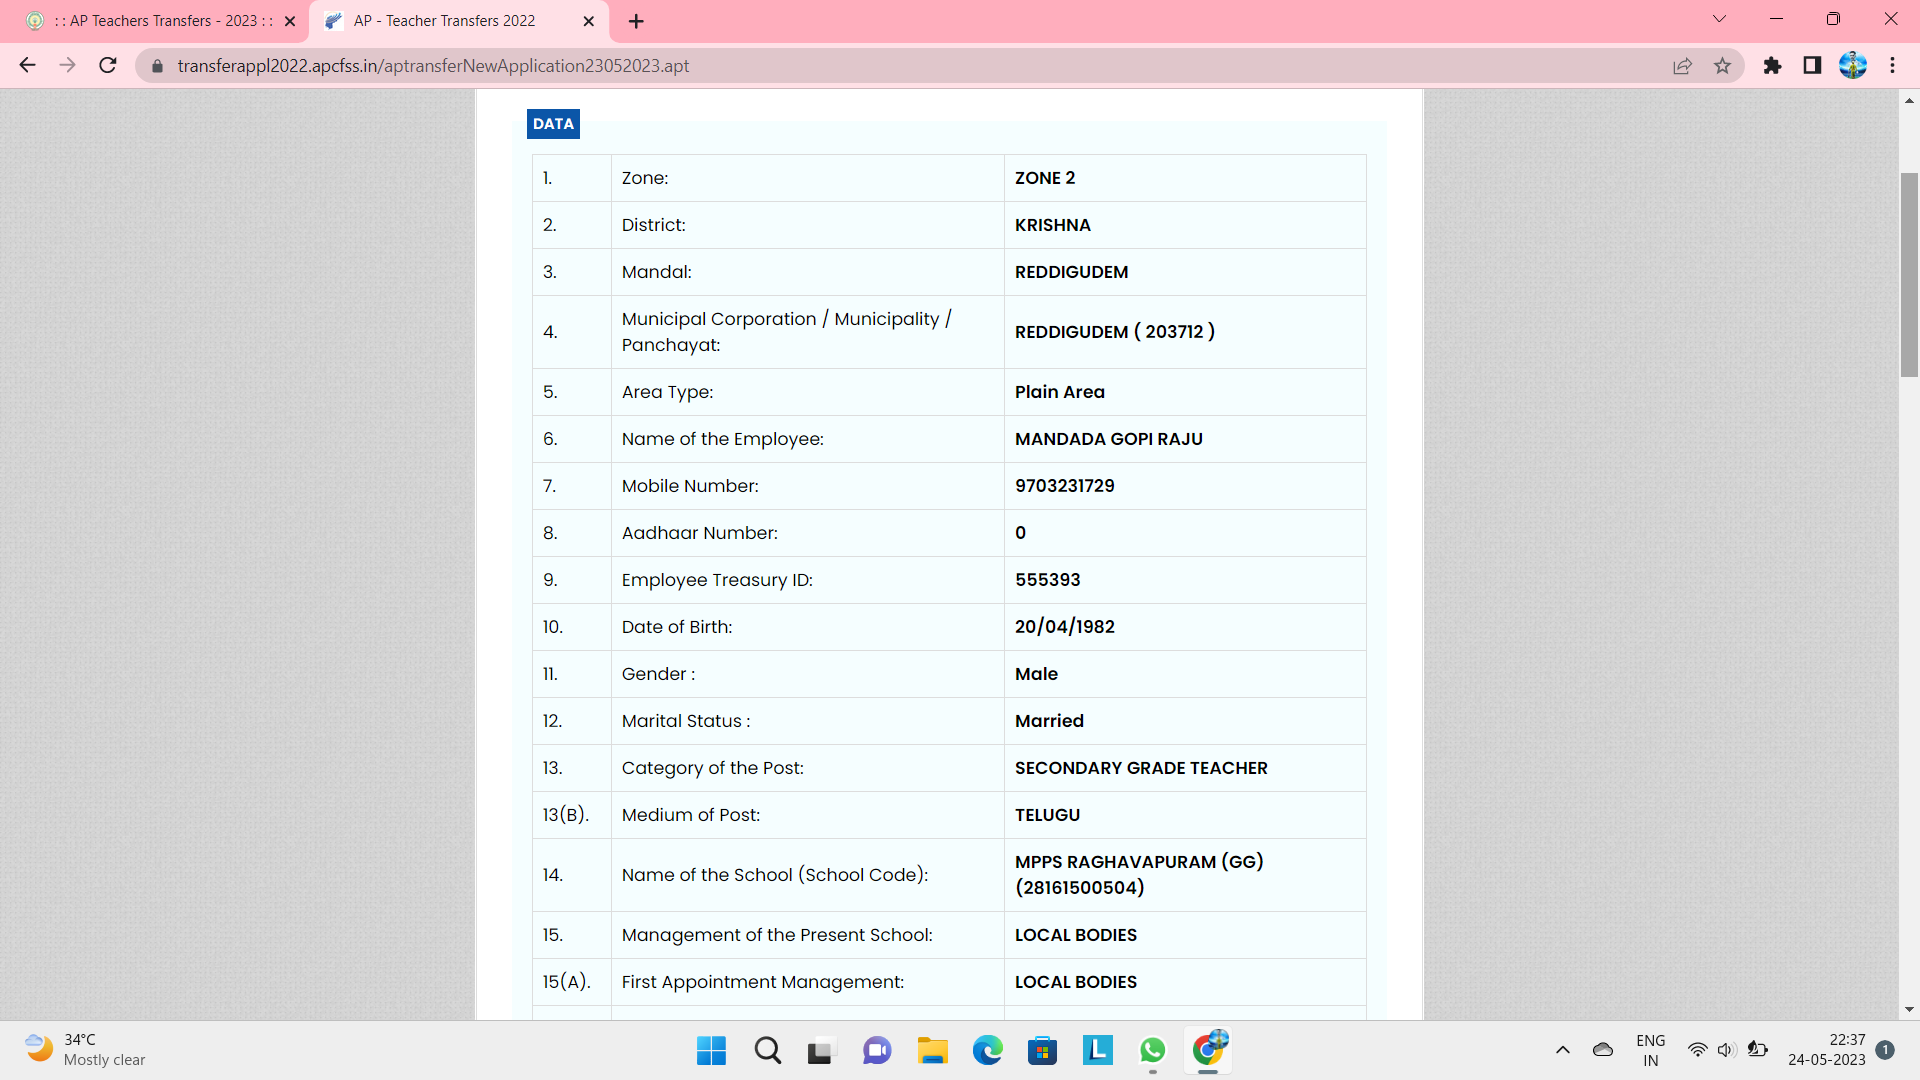 : : AP Teachers Transfers - 2023 : :
AP - Teacher Transfers 2022
transferappl2022.apcfss.in/aptransferNewApplication23052023.apt
DATA
1. Zone: ZONE 2
2. District: KRISHNA
3. Mandal: REDDIGUDEM
4. Municipal Corporation / Municipality /
Panchayat: REDDIGUDEM ( 203712 )
5. Area Type: Plain Area
6. Name of the Employee: MANDADA GOPI RAJU
7. Mobile Number: 9703231729
8. Aadhaar Number: 0
9. Employee Treasury ID: 555393
10. Date of Birth: 20/04/1982
11. Gender : Male
12. Marital Status : Married
13. Category of the Post: SECONDARY GRADE TEACHER
13(B). Medium of Post: TELUGU
14. Name of the School (School Code): MPPS RAGHAVAPURAM (GG)
(28161500504)
15. Management of the Present School: LOCAL BODIES
15(A). First Appointment Management: LOCAL BODIES
34°C
Mostly clear
L
ENG
IN
22:37
24-05-2023
1